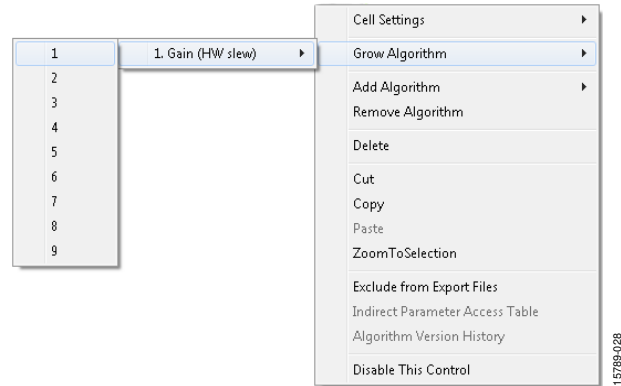 Cell Settings
Grow Algorithm
1. Gain (HW slew)
1
2
3
4
5
6
7
8
9
Add Algorithm
Remove Algorithm
Delete
Cut
Copy
Paste
ZoomToSelection
Exclude from Export Files
Indirect Parameter Access Table
Algorithm Version History
Disable This Control
15789-028